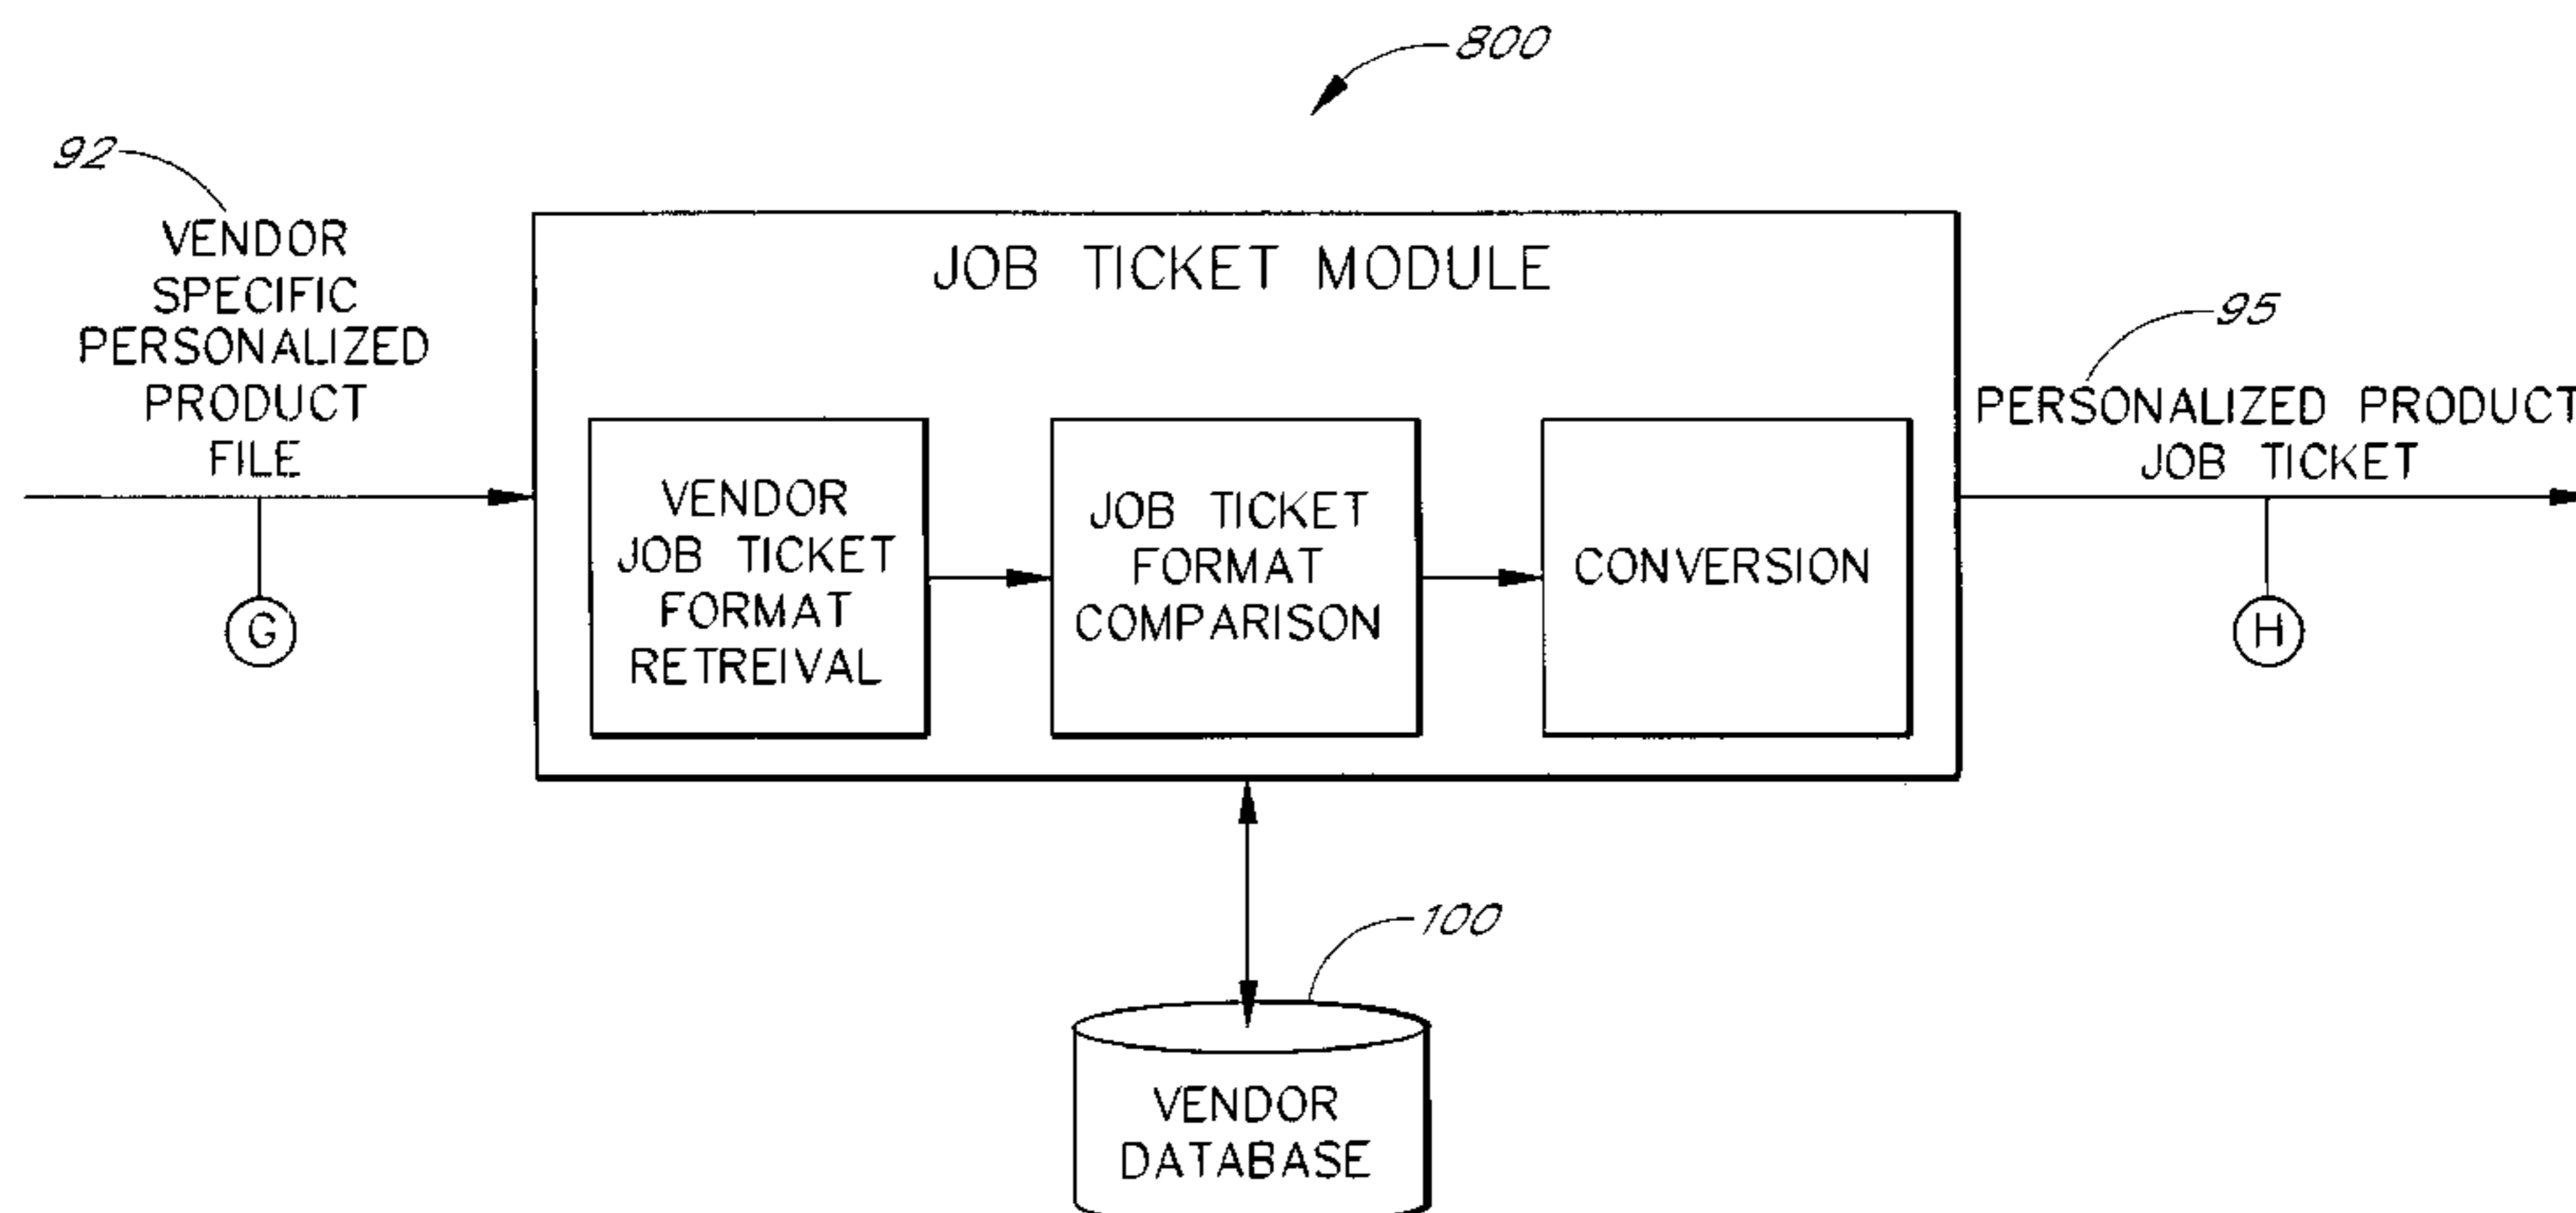 800
92
VENDOR
SPECIFIC
PERSONALIZED
PRODUCT
FILE
G
JOB TICKET MODULE
VENDOR
JOB TICKET
FORMAT
RETREIVAL
JOB TICKET
FORMAT
COMPARISON
CONVERSION
95
PERSONALIZED PRODUCT
JOB TICKET
H
100
VENDOR
DATABASE